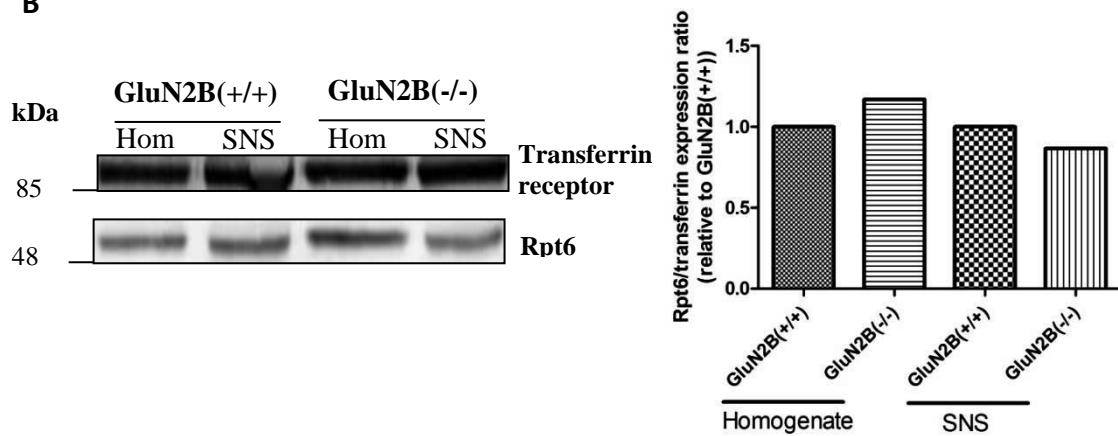 B
GluN2B(+/+) GluN2B(-/-)
kDa
Hom SNS Hom SNS
Transferrin
receptor
85
Rpt6
48
Rpt6/transferrin expression ratio
(relative to GluN2B(+/+))
1.5
1.0
0.5
0.0
GluN2B(+/+)
GluN2B(-/-)
GluN2B(+/+)
GluN2B(-/-)
Homogenate SNS